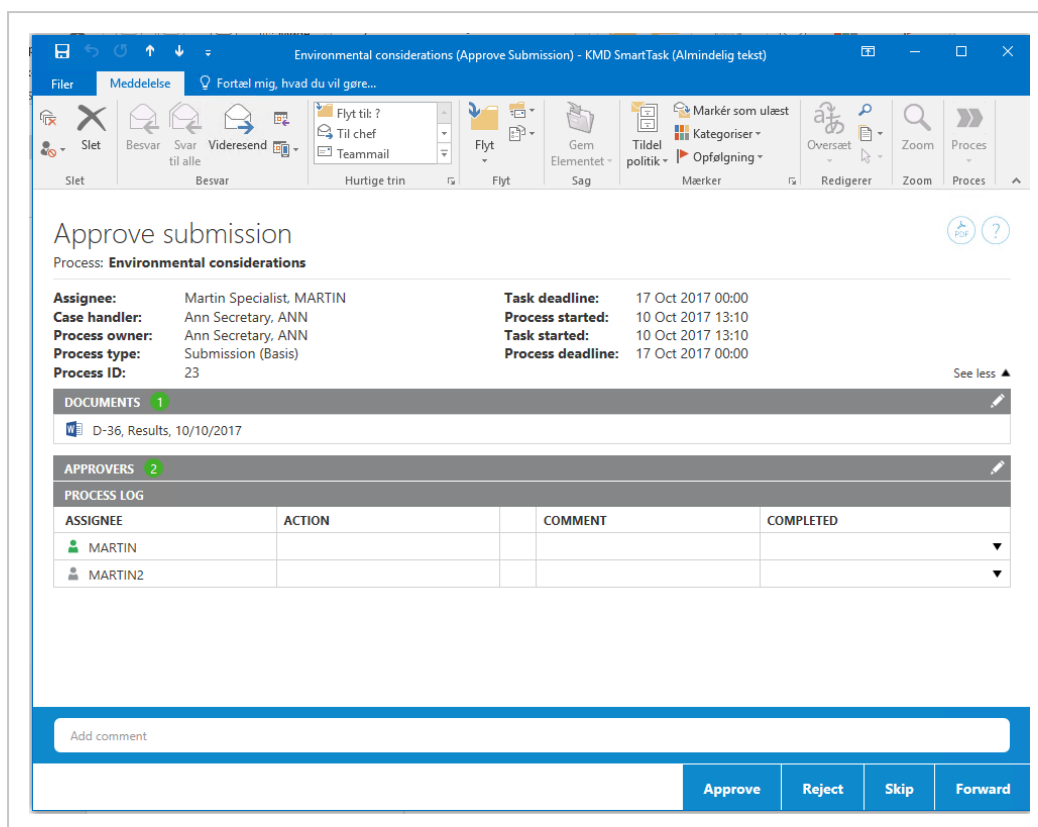 Environmental considerations (Approve Submission) - KMD SmartTask (Almindelig tekst)
Filer Meddelelse Fortæl mig, hvad du vil gøre...
Slet
Besvar
Svar til alle
Videresend
Flyt til: ?
Til chef
Teammail
Flyt
Gem Elementet
Tildel politik
Markér som ulæst
Kategoriser
Opfølgning
Oversæt
Zoom
Proces
Slet Besvar Hurtige trin Flyt Sag Mærker Redigerer Zoom Proces
Approve submission
PDF ?
Process: Environmental considerations
Assignee: Martin Specialist, MARTIN Task deadline: 17 Oct 2017 00:00
Case handler: Ann Secretary, ANN Process started: 10 Oct 2017 13:10
Process owner: Ann Secretary, ANN Task started: 10 Oct 2017 13:10
Process type: Submission (Basis) Process deadline: 17 Oct 2017 00:00
Process ID: 23 See less
DOCUMENTS 1
D-36, Results, 10/10/2017
APPROVERS 2
PROCESS LOG
ASSIGNEE ACTION COMMENT COMPLETED
MARTIN
MARTIN2
Add comment
Approve Reject Skip Forward